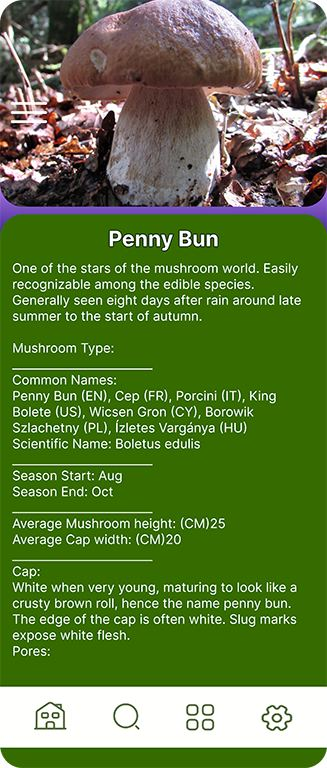 Penny Bun
One of the stars of the mushroom world. Easily
recognizable among the edible species.
Generally seen eight days after rain around late
summer to the start of autumn.
Mushroom Type:
Common Names:
Penny Bun (EN), Cep (FR), Porcini (IT), King
Bolete (US), Wicsen Gron (CY), Borowik
Szlachetny (PL), Ízletes Vargánya (HU)
Scientific Name: Boletus edulis
Season Start: Aug
Season End: Oct
Average Mushroom height: (CM)25
Average Cap width: (CM)20
Cap:
White when very young, maturing to look like a
crusty brown roll, hence the name penny bun.
The edge of the cap is often white. Slug marks
expose white flesh.
Pores: